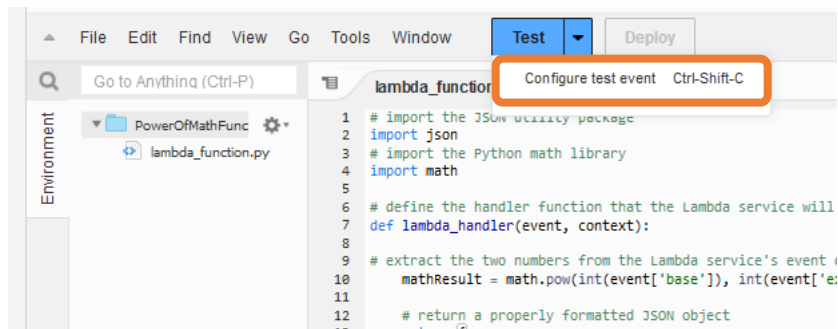 File Edit Find View Go Tools Window Test Deploy
Go to Anything (Ctrl-P)
lambda_function
Configure test event Ctrl-Shift-C
Environment
PowerOfMathFunc
lambda_function.py
1 # import the JSON utility package
2 import json
3 # import the Python math library
4 import math
5
6 # define the handler function that the Lambda service will
7 def lambda_handler(event, context):
8
9 # extract the two numbers from the Lambda service's event
10 mathResult = math.pow(int(event['base']), int(event['ex
11
12 # return a properly formatted JSON object